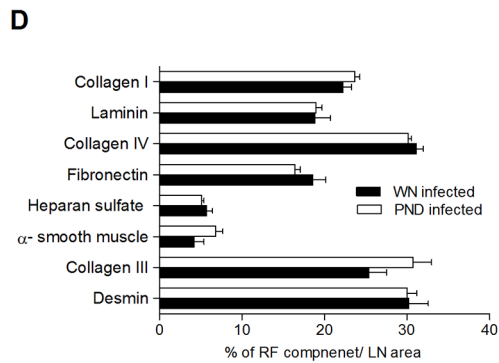 D
Collagen I
Laminin
Collagen IV
Fibronectin
Heparan sulfate
α- smooth muscle
Collagen III
Desmin
WN infected
PND infected
0 10 20 30 40
% of RF compnenet/ LN area